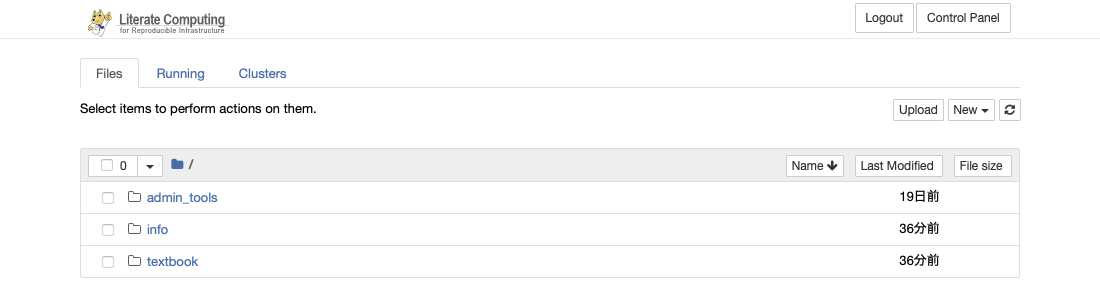 Literate Computing
for Reproducible Infrastructure
Logout
Control Panel
Files
Running
Clusters
Select items to perform actions on them.
Upload
New
0
/
Name
Last Modified
File size
admin_tools
19日前
info
36分前
textbook
36分前